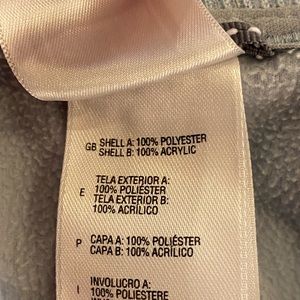 GB SHELL A: 100% POLYESTER
SHELL B: 100% ACRYLIC
TELA EXTERIOR A:
E 100% POLIÉSTER
TELA EXTERIOR B:
100% ACRÍLICO
P CAPA A: 100% POLIÉSTER
CAPA B: 100% ACRÍLICO
INVOLUCRO A:
I 100% POLIESTERE